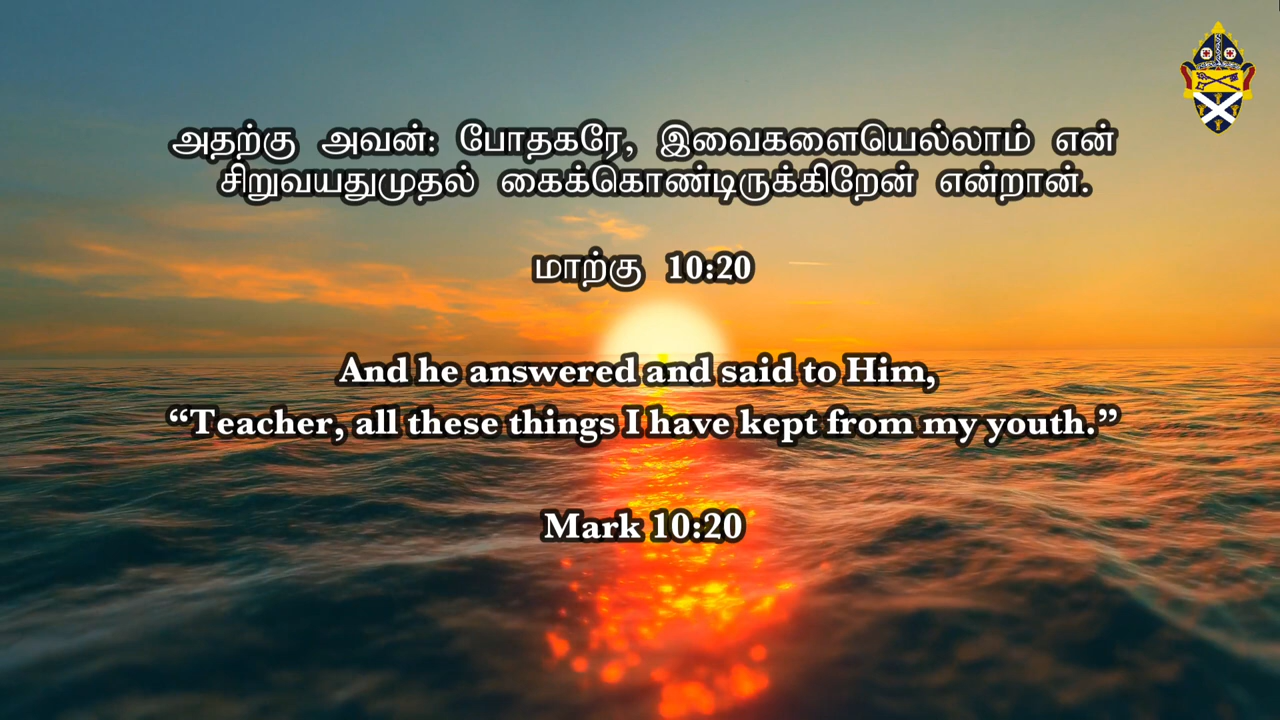 அதற்கு அவன்: போதகரே, இவைகளையெல்லாம் என்
சிறுவயதுமுதல் கைக்கொண்டிருக்கிறேன் என்றான்.
மாற்கு 10:20
And he answered and said to Him,
“Teacher, all these things I have kept from my youth.”
Mark 10:20